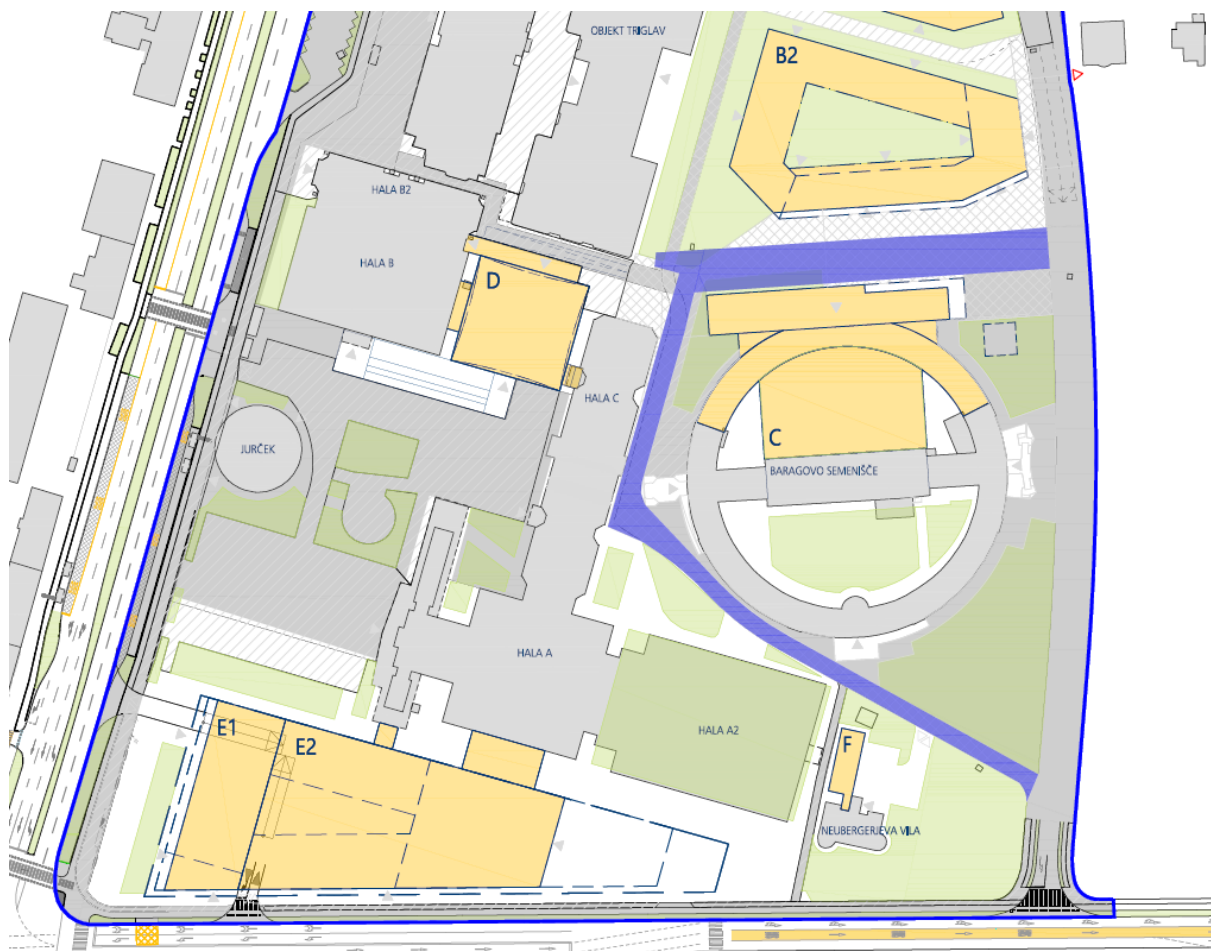 OBJEKT TRIGLAV
B2
HALA B2
HALA B
D
HALA C
JURČEK
C
BARAGOVO SEMENIŠČE
HALA A
HALA A2
E1
E2
F
NEUBERGERJEVA VILA